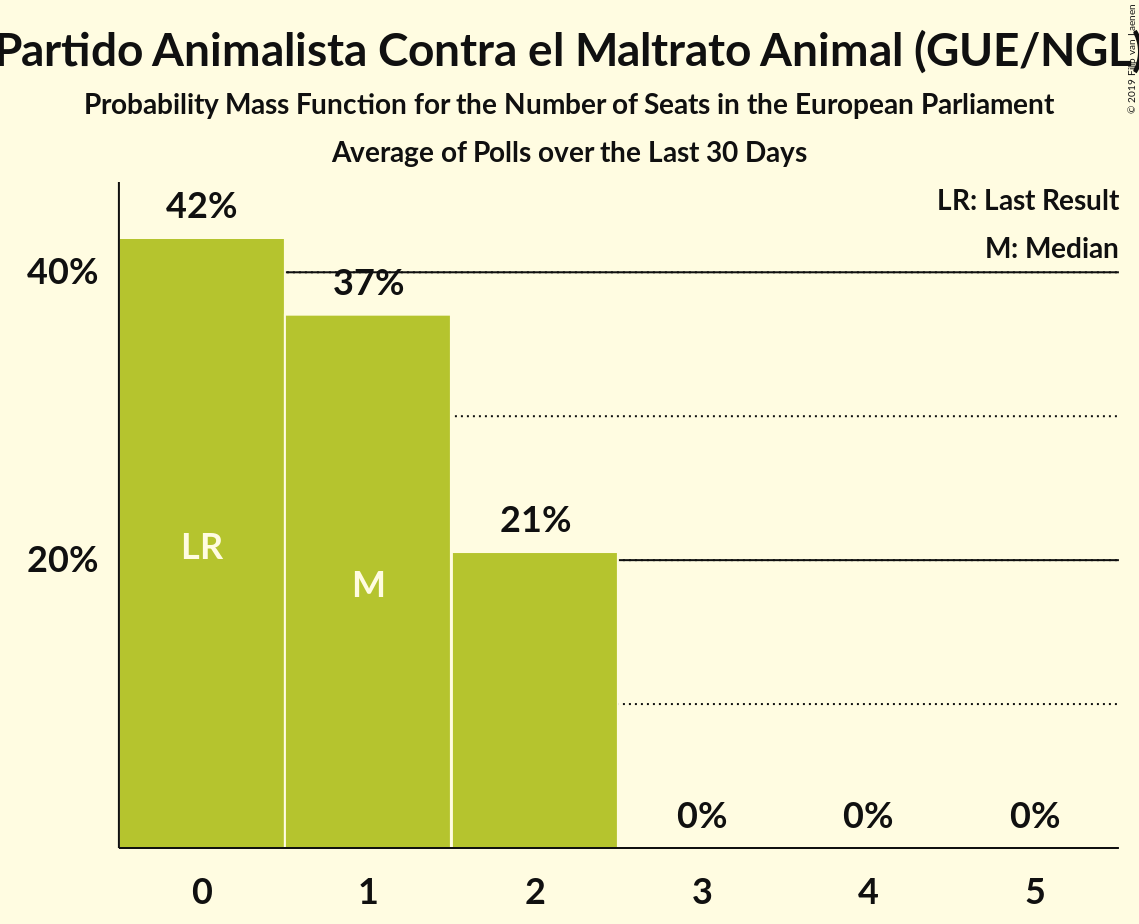 Partido Animalista Contra el Maltrato Animal (GUE/NGL)
© 2019 Filip van Laenen
Probability Mass Function for the Number of Seats in the European Parliament
Average of Polls over the Last 30 Days
LR: Last Result
M: Median
42%
40%
37%
21%
20%
LR
M
0%
0%
0%
0
1
2
3
4
5